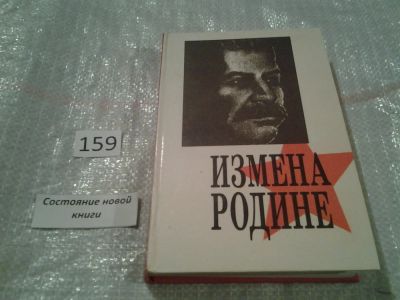 159
Состояние новой
книги
ИЗМЕНА
РОДИНЕ